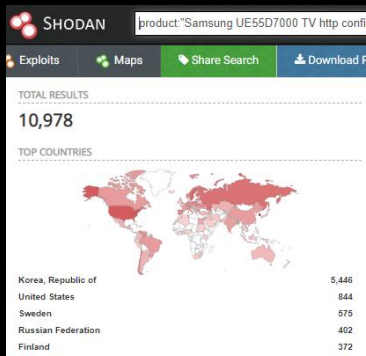 SHODAN product:"Samsung UE55D7000 TV http confi
Exploits Maps Share Search Download
TOTAL RESULTS
10,978
TOP COUNTRIES
Korea, Republic of 5,446
United States 844
Sweden 575
Russian Federation 402
Finland 372